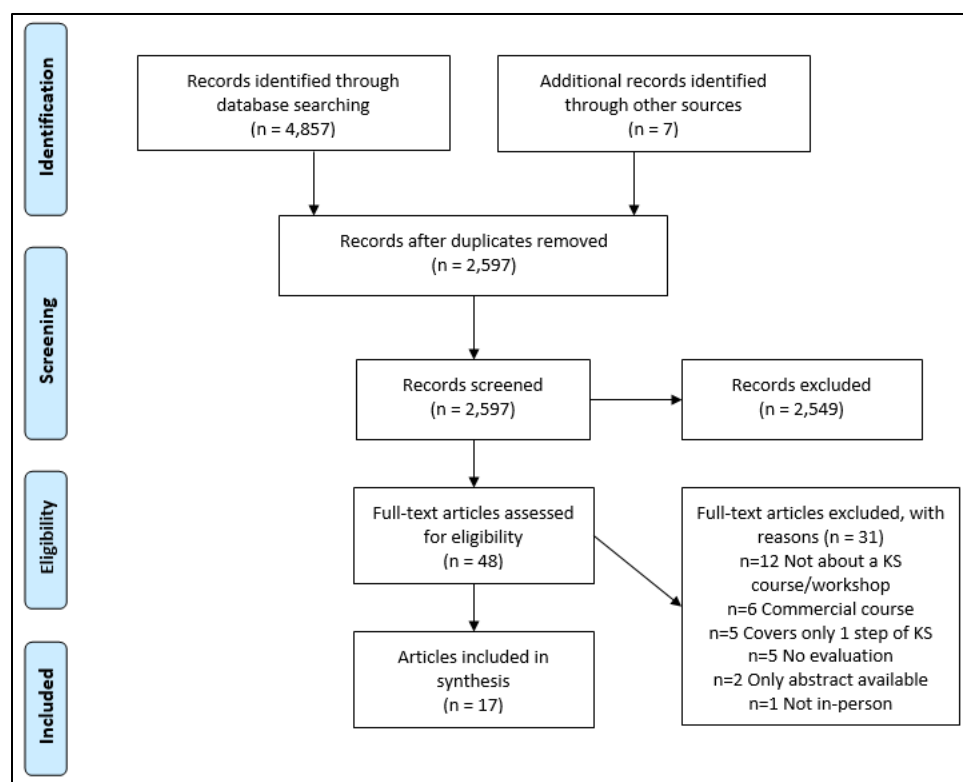 Identification
Records identified through
database searching
(n = 4,857)
Additional records identified
through other sources
(n = 7)
Screening
Records after duplicates removed
(n = 2,597)
Records screened
(n = 2,597)
Records excluded
(n = 2,549)
Eligibility
Full-text articles assessed
for eligibility
(n = 48)
Full-text articles excluded, with
reasons (n = 31)
n=12 Not about a KS
course/workshop
n=6 Commercial course
n=5 Covers only 1 step of KS
n=5 No evaluation
n=2 Only abstract available
n=1 Not in-person
Included
Articles included in
synthesis
(n = 17)